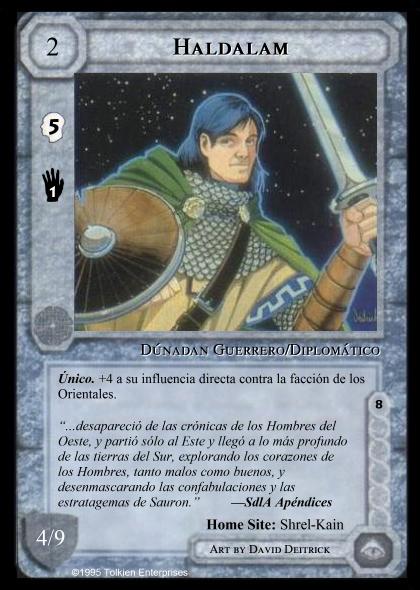 2
HALDALAM
5
1
DÚNADAN GUERRERO/DIPLOMÁTICO
Único. +4 a su influencia directa contra la facción de los
Orientales.
8
“...desapareció de las crónicas de los Hombres del
Oeste, y partió sólo al Este y llegó a lo más profundo
de las tierras del Sur, explorando los corazones de
los Hombres, tanto malos como buenos, y
desenmascarando las confabulaciones y las
estratagemas de Sauron.” —SdlA Apéndices
Home Site: Shrel-Kain
4/9
ART BY DAVID DEITRICK
©1995 Tolkien Enterprises